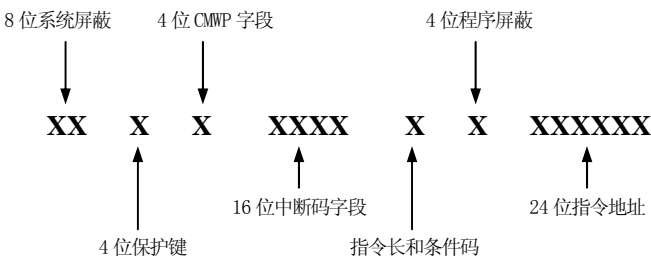 8 位系统屏蔽 4 位 CMWP 字段 4 位程序屏蔽
XX X X XXXX X X XXXXXX
16 位中断码字段 24 位指令地址
4 位保护键 指令长和条件码